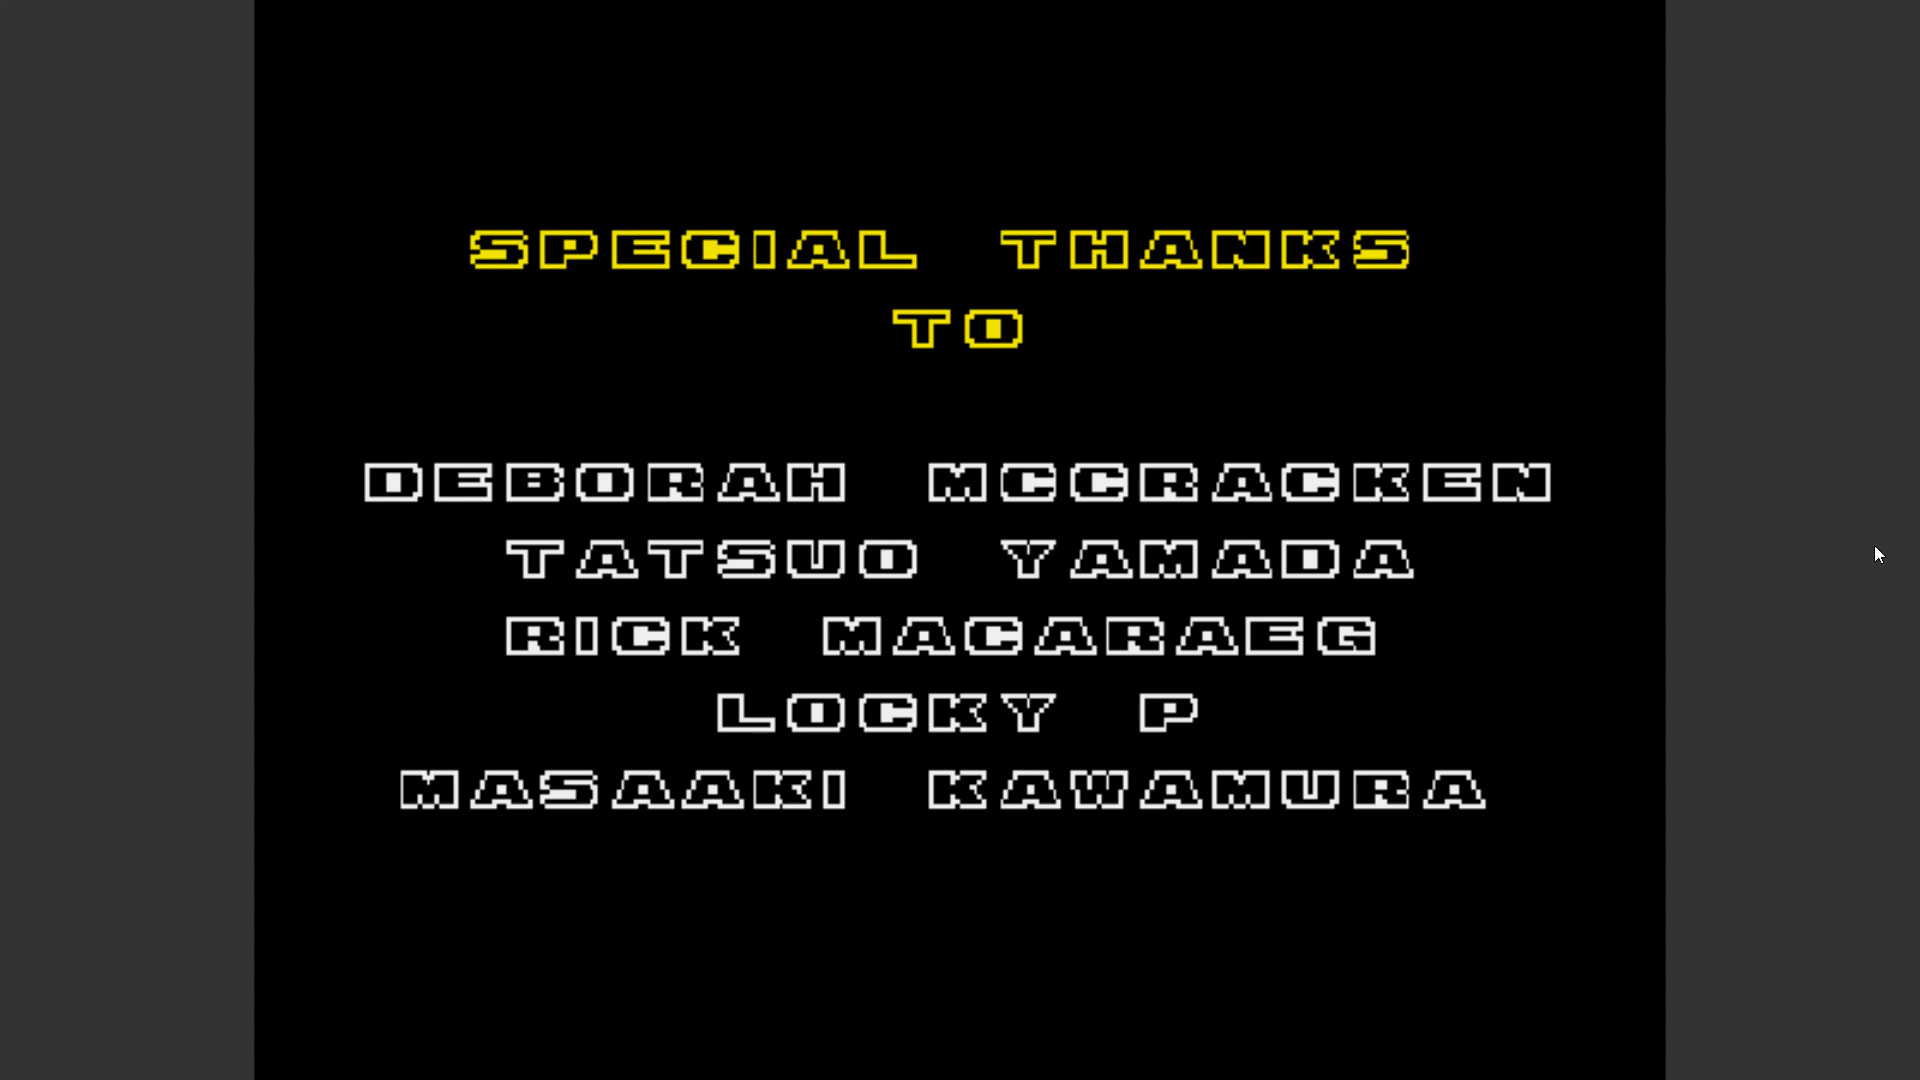 SPECIAL THANKS
TO
DEBORAH MCCRACKEN
TATSUO YAMADA
RICK MACARAEG
LOCKY P
MASAAKI KAWAMURA